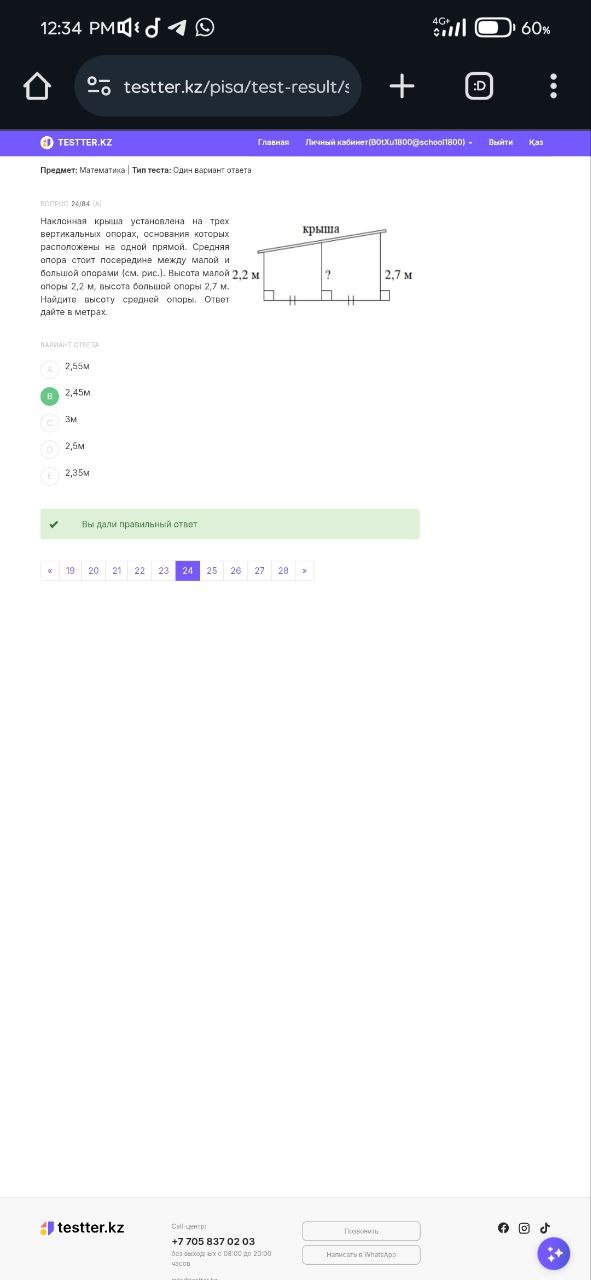 12:34 PM
4G+
60%
testter.kz/pisa/test-result/s
:D
TESTTER.KZ
Главная
Личный кабинет(B0tXu1800@school1800)
Выйти
Қаз
Предмет: Математика | Тип теста: Один вариант ответа
ВОПРОС 24/84 (A)
Наклонная крыша установлена на трех
вертикальных опорах, основания которых
расположены на одной прямой. Средняя
опора стоит посередине между малой и
большой опорами (см. рис.). Высота малой
опоры 2,2 м, высота большой опоры 2,7 м.
Найдите высоту средней опоры. Ответ
дайте в метрах.
крыша
2,2 м
?
2,7 м
ВАРИАНТ ОТВЕТА
A 2,55м
B 2,45м
C 3м
D 2,5м
E 2,35м
Вы дали правильный ответ
« 19 20 21 22 23 24 25 26 27 28 »
testter.kz
Call-центр:
+7 705 837 02 03
без выходных с 08:00 до 20:00
часов
Позвонить
Написать в WhatsApp